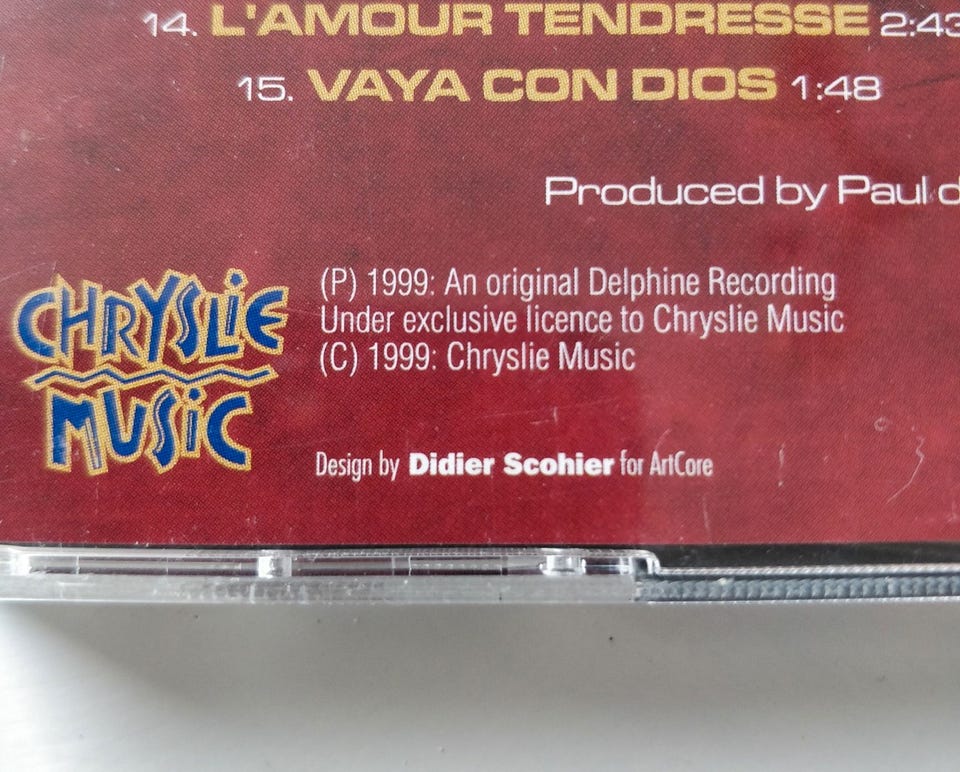 14. L'AMOUR TENDRESSE 2:43
15. VAYA CON DIOS 1:48
Produced by Paul
CHRYSLIE
MUSIC
(P) 1999: An original Delphine Recording
Under exclusive licence to Chryslie Music
(C) 1999: Chryslie Music
Design by Didier Scohier for ArtCore